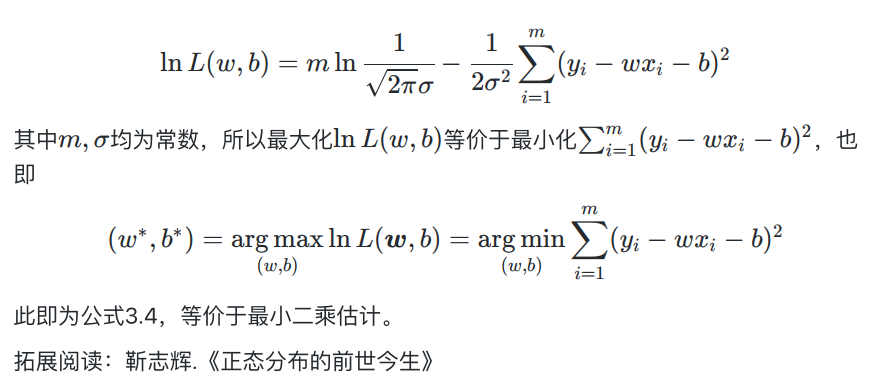 $$\ln L(w, b) = m \ln \frac{1}{\sqrt{2\pi}\sigma} - \frac{1}{2\sigma^2} \sum_{i=1}^{m} (y_i - wx_i - b)^2$$
其中$m, \sigma$均为常数，所以最大化$\ln L(w, b)$等价于最小化$\sum_{i=1}^{m}(y_i - wx_i - b)^2$，也
即
$$(w^*, b^*) = \underset{(w,b)}{\arg\max} \ln L(\boldsymbol{w}, b) = \underset{(w,b)}{\arg\min} \sum_{i=1}^{m} (y_i - wx_i - b)^2$$
此即为公式3.4，等价于最小二乘估计。
拓展阅读：靳志辉.《正态分布的前世今生》